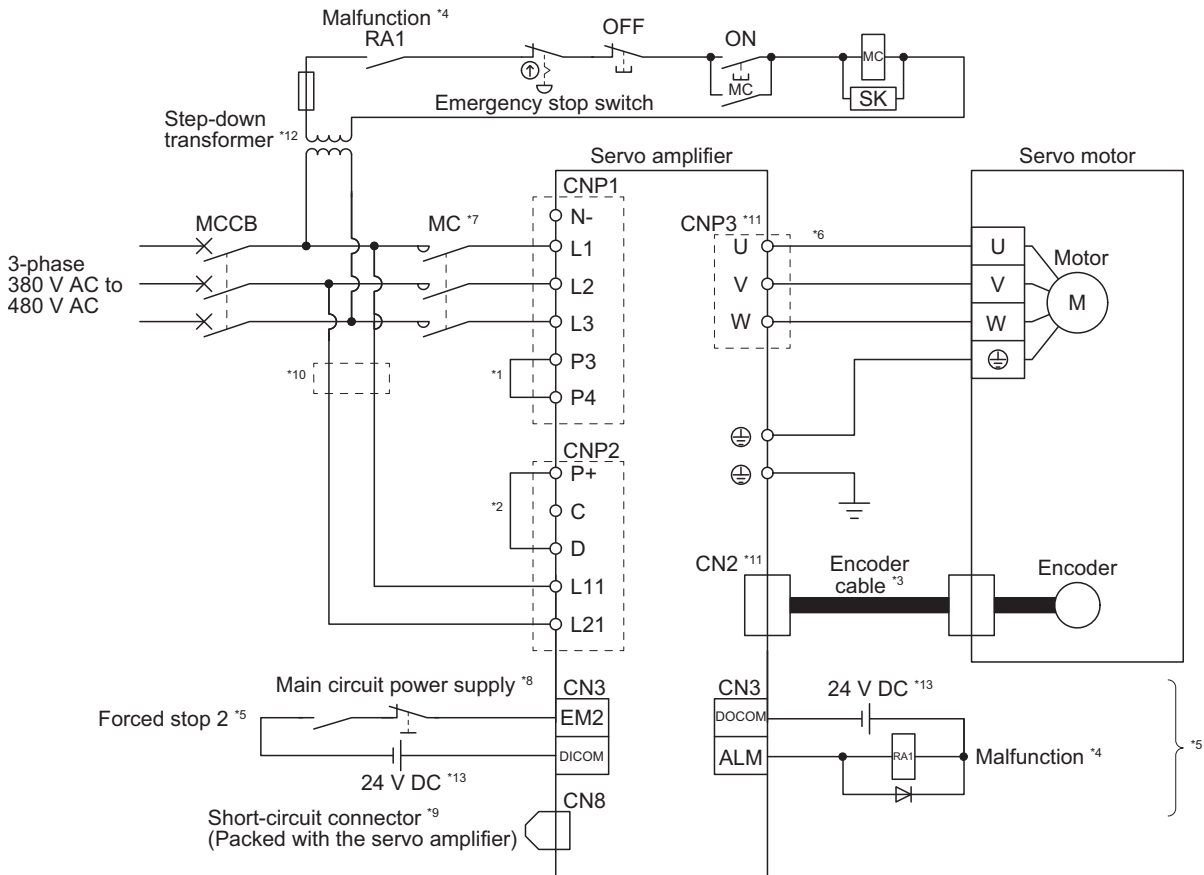 Malfunction *4
RA1
OFF
ON
MC
MC
SK
Emergency stop switch
Step-down
transformer *12
Servo amplifier
Servo motor
CNP1
N-
MCCB
MC *7
L1
L2
L3
P3
P4
3-phase
380 V AC to
480 V AC
*10
*1
CNP3 *11
U
V
W
*6
U
V
W
Motor
M
CNP2
P+
C
D
L11
L21
*2
CN2 *11
Encoder
cable *3
Encoder
Main circuit power supply *8
Forced stop 2 *5
24 V DC *13
CN3
EM2
DICOM
CN3
DOCOM
ALM
24 V DC *13
RA1
Malfunction *4
*5
CN8
Short-circuit connector *9
(Packed with the servo amplifier)